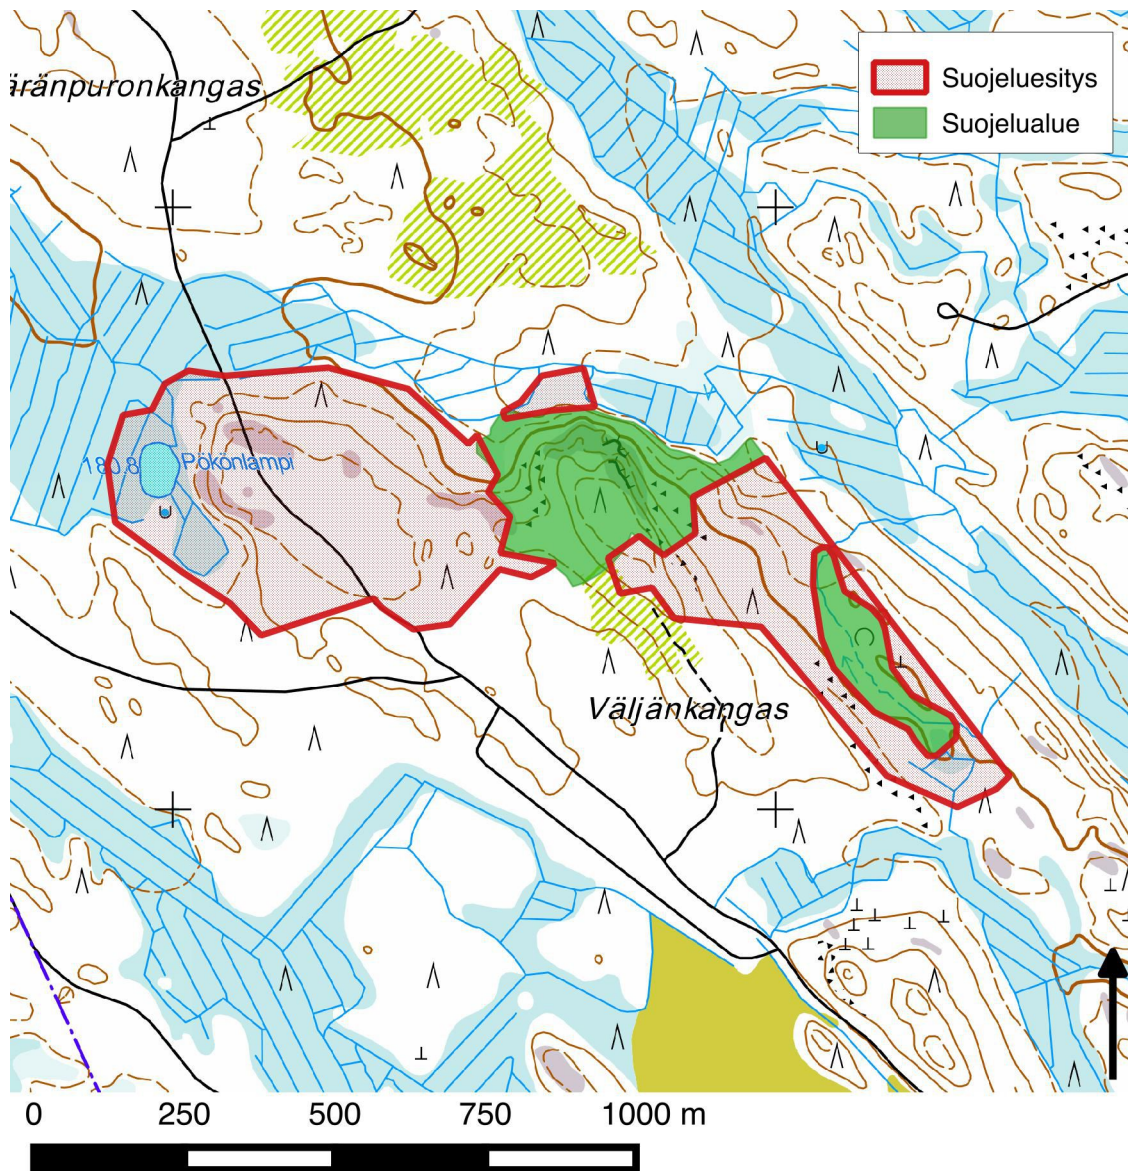 äränpuronkangas
Suojeluesitys
Suojelualue
180.8
Pökönlampi
Väljänkangas
0 250 500 750 1000 m